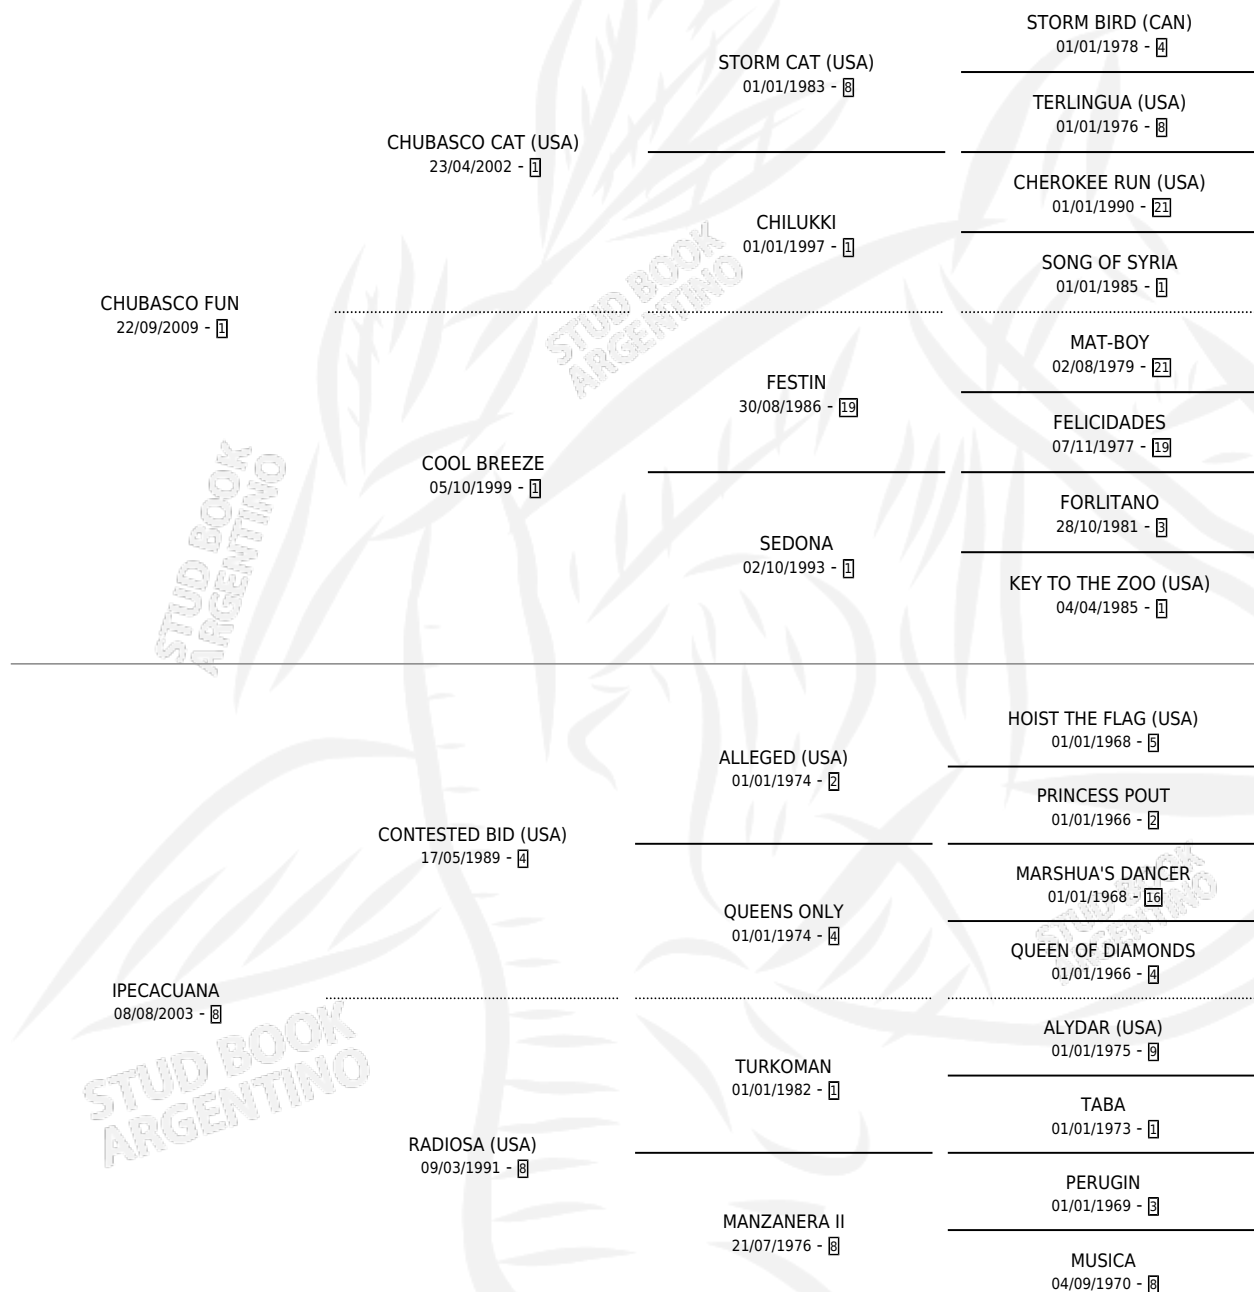 STORM BIRD (CAN)
01/01/1978 - 4
STORM CAT (USA)
01/01/1983 - 8
TERLINGUA (USA)
01/01/1976 - 8
CHUBASCO CAT (USA)
23/04/2002 - 1
CHEROKEE RUN (USA)
01/01/1990 - 21
CHILUKKI
01/01/1997 - 1
SONG OF SYRIA
01/01/1985 - 1
CHUBASCO FUN
22/09/2009 - 1
MAT-BOY
02/08/1979 - 21
FESTIN
30/08/1986 - 19
FELICIDADES
07/11/1977 - 19
COOL BREEZE
05/10/1999 - 1
FORLITANO
28/10/1981 - 3
SEDONA
02/10/1993 - 1
KEY TO THE ZOO (USA)
04/04/1985 - 1
HOIST THE FLAG (USA)
01/01/1968 - 5
ALLEGED (USA)
01/01/1974 - 2
PRINCESS POUT
01/01/1966 - 2
CONTESTED BID (USA)
17/05/1989 - 4
MARSHUA'S DANCER
01/01/1968 - 16
QUEENS ONLY
01/01/1974 - 4
QUEEN OF DIAMONDS
01/01/1966 - 4
IPECACUANA
08/08/2003 - 8
ALYDAR (USA)
01/01/1975 - 9
TURKOMAN
01/01/1982 - 1
TABA
01/01/1973 - 1
RADIOSA (USA)
09/03/1991 - 8
PERUGIN
01/01/1969 - 3
MANZANERA II
21/07/1976 - 8
MUSICA
04/09/1970 - 8
STUD BOOK
ARGENTINO
STUD BOOK
ARGENTINO
STUD BOOK
ARGENTINO
STUD BOOK
ARGENTINO